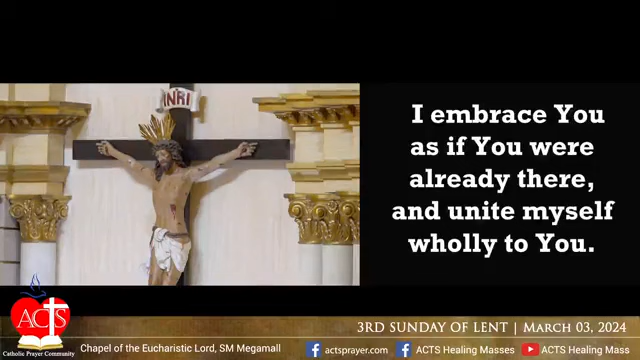 INRI
I embrace You
as if You were
already there,
and unite myself
wholly to You.
3RD SUNDAY OF LENT | MARCH 03, 2024
ACTS
Catholic Prayer Community
Chapel of the Eucharistic Lord, SM Megamall
actsprayer.com
ACTS Healing Masses
ACTS Healing Mass